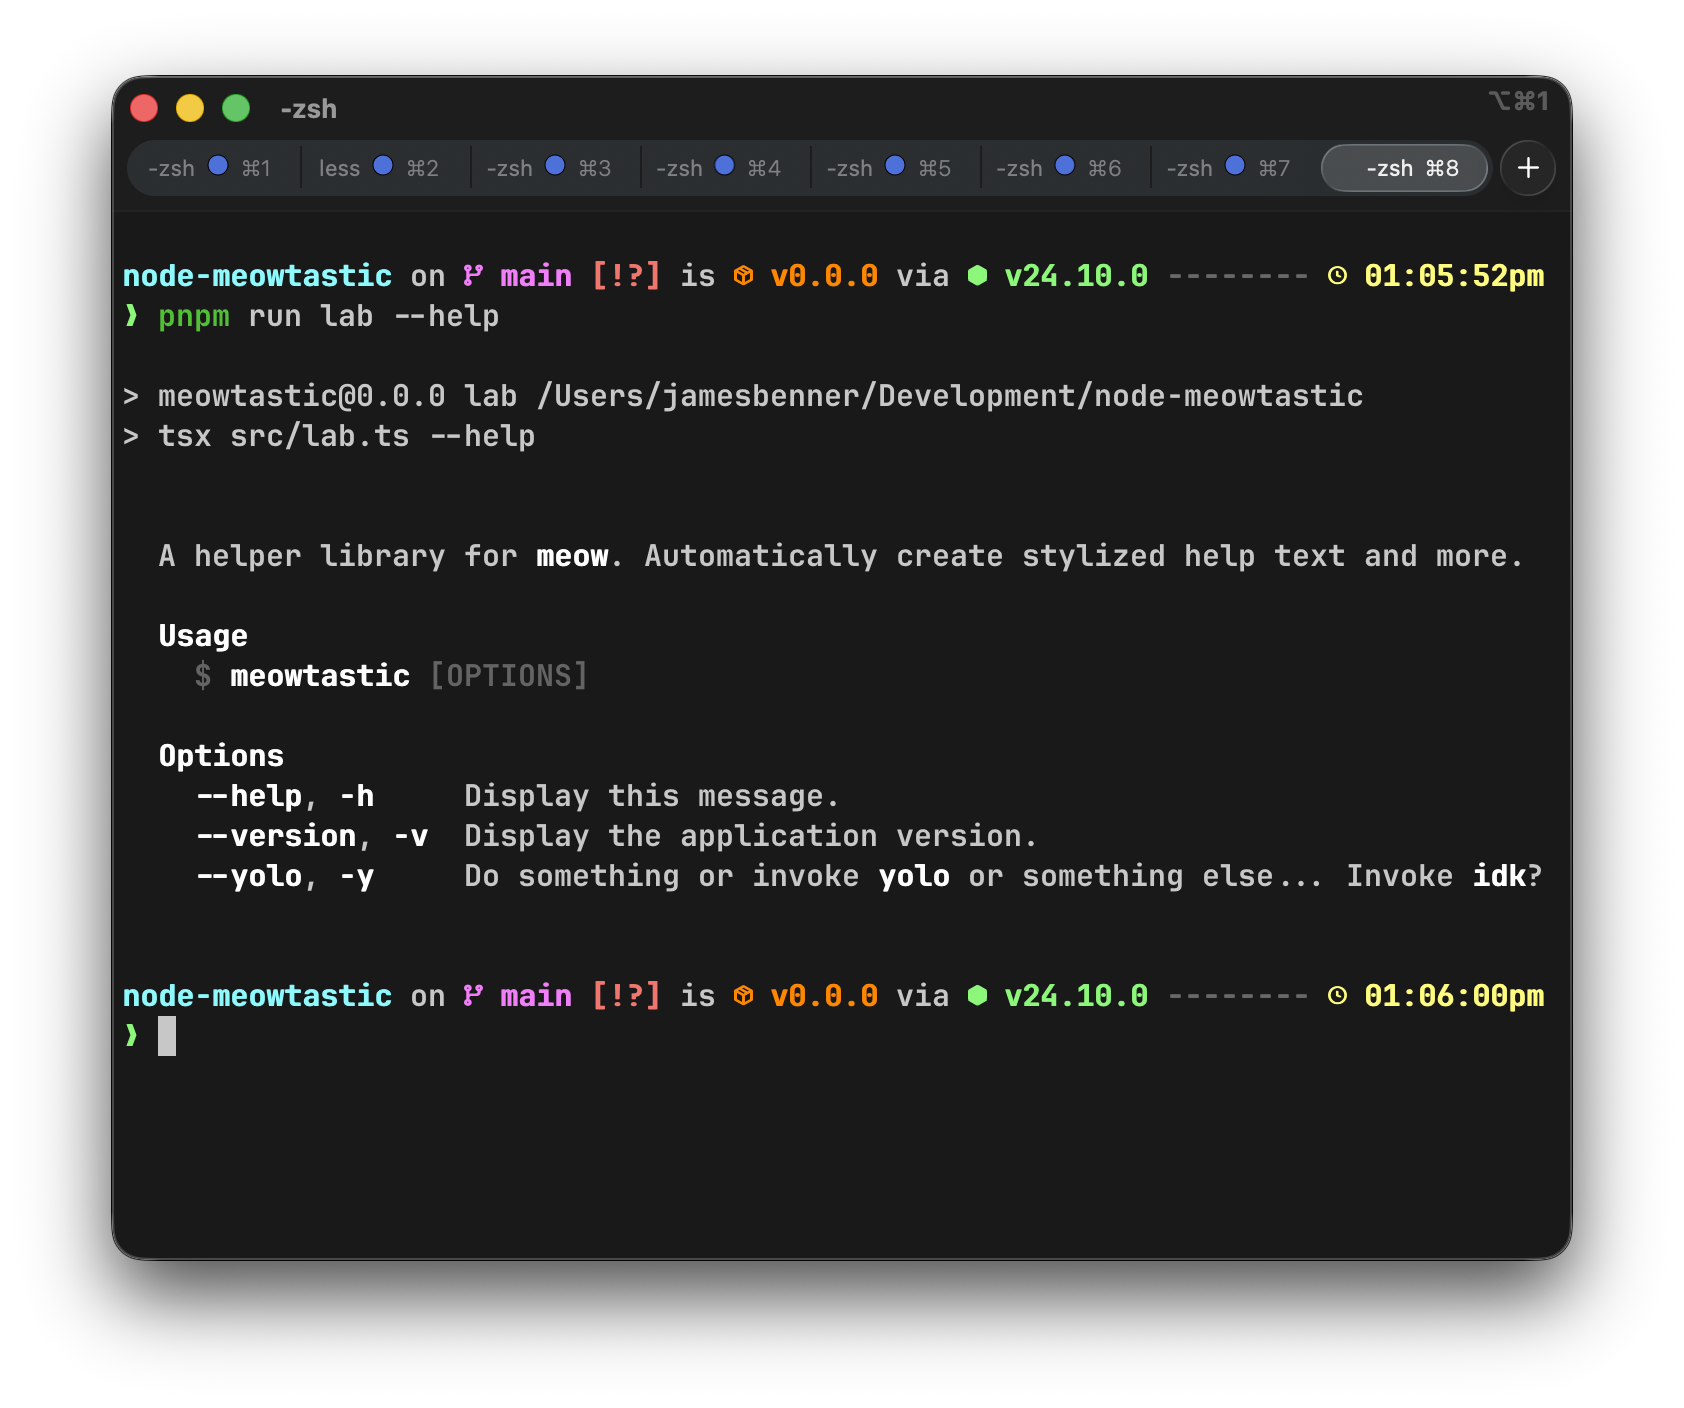 -zsh ⌥⌘1
-zsh ⌘1 less ⌘2 -zsh ⌘3 -zsh ⌘4 -zsh ⌘5 -zsh ⌘6 -zsh ⌘7 -zsh ⌘8 +
node-meowtastic on main [!?] is v0.0.0 via v24.10.0 -------- 01:05:52pm
❯ pnpm run lab --help
> meowtastic@0.0.0 lab /Users/jamesbenner/Development/node-meowtastic
> tsx src/lab.ts --help
A helper library for meow. Automatically create stylized help text and more.
Usage
$ meowtastic [OPTIONS]
Options
--help, -h Display this message.
--version, -v Display the application version.
--yolo, -y Do something or invoke yolo or something else... Invoke idk?
node-meowtastic on main [!?] is v0.0.0 via v24.10.0 -------- 01:06:00pm
❯